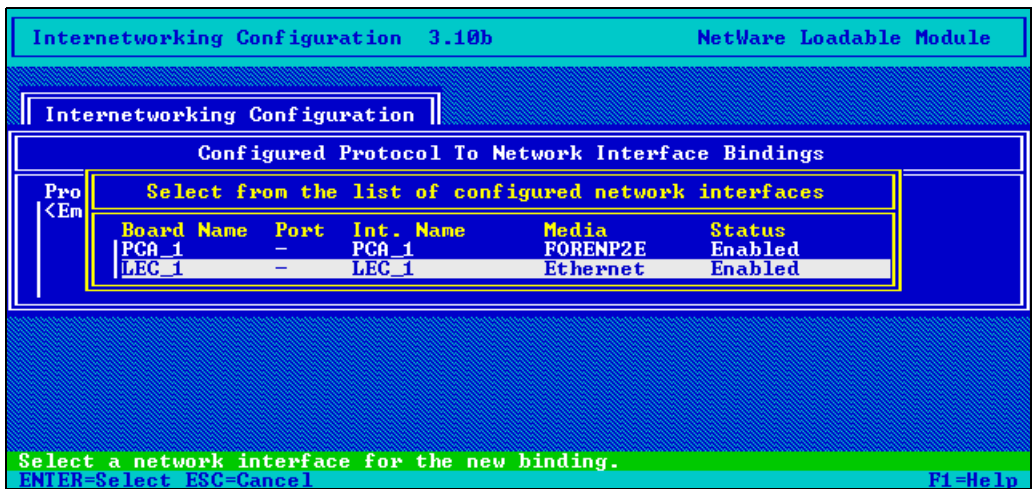 Internetworking Configuration 3.10b NetWare Loadable Module
Internetworking Configuration
Configured Protocol To Network Interface Bindings
Pro
<Em
Select from the list of configured network interfaces
Board Name Port Int. Name Media Status
PCA_1 - PCA_1 FORENP2E Enabled
LEC_1 - LEC_1 Ethernet Enabled
Select a network interface for the new binding.
ENTER=Select ESC=Cancel F1=Help